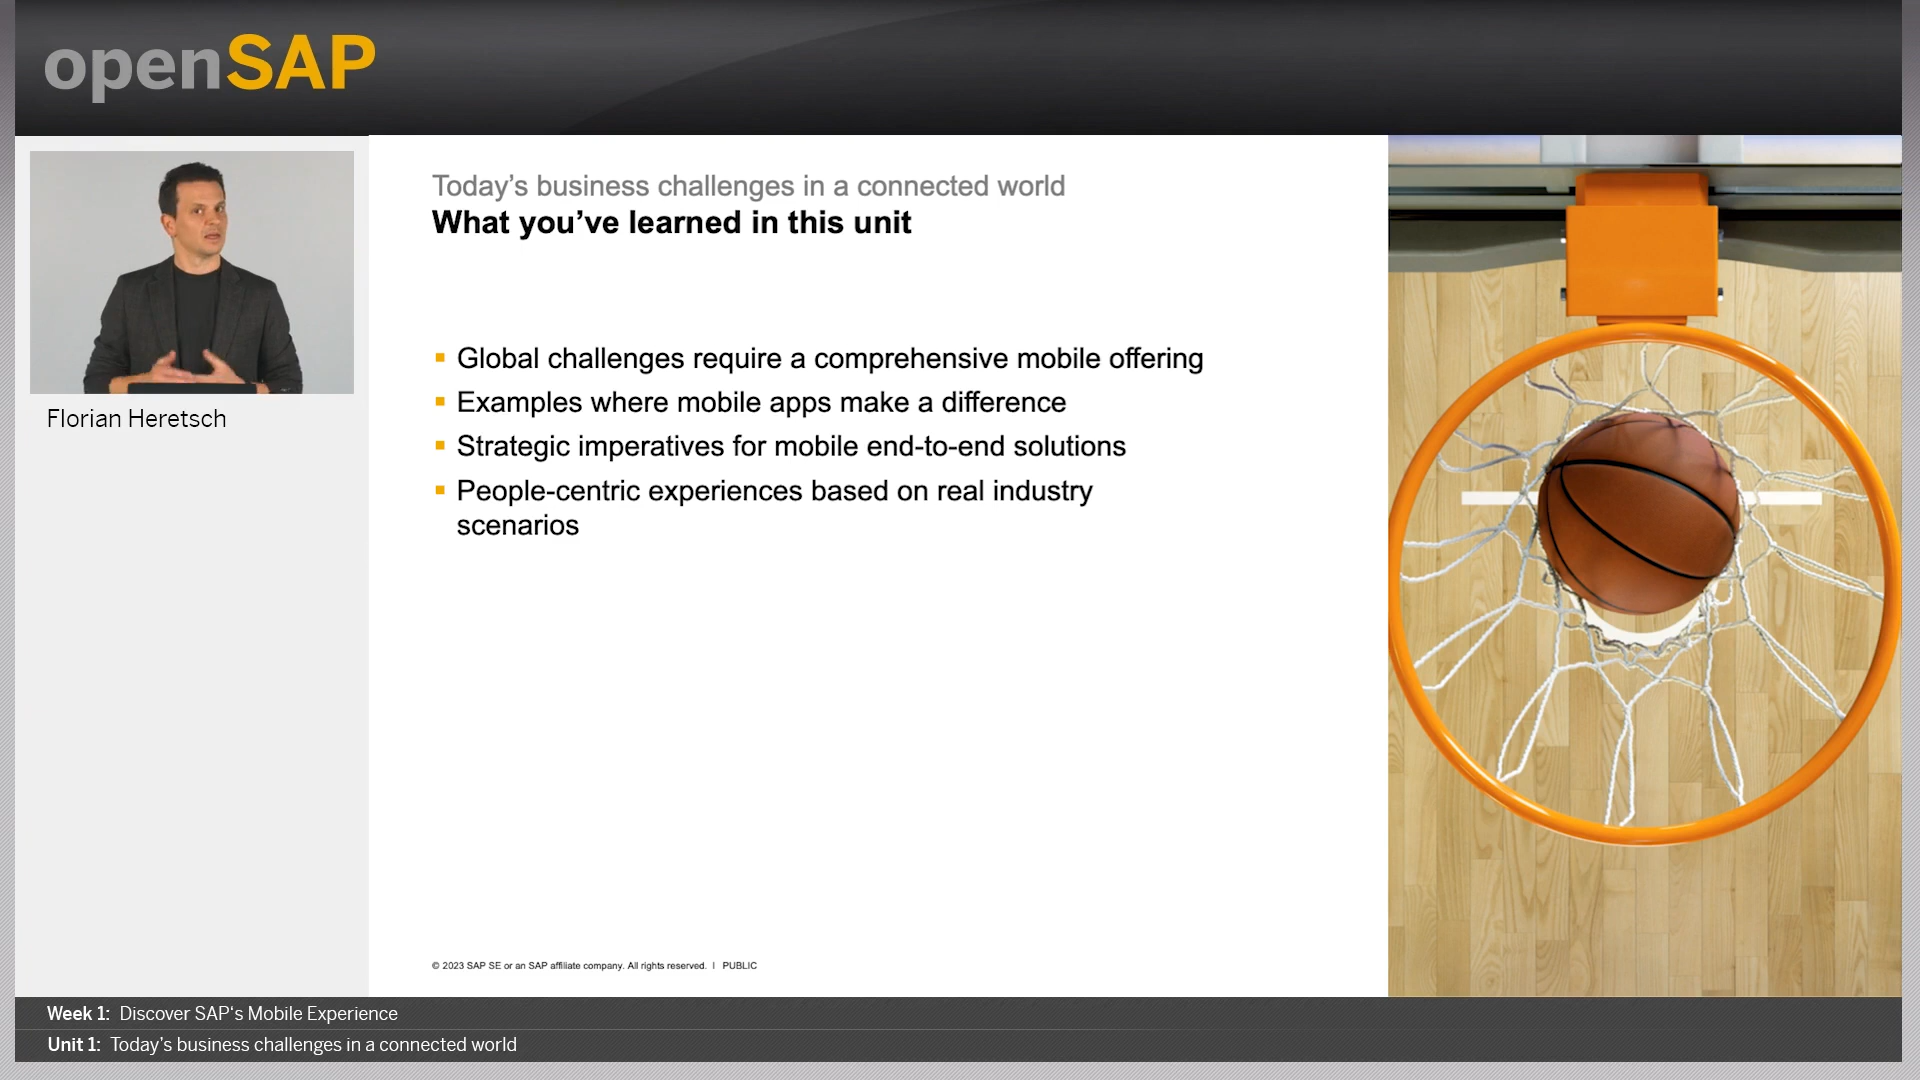 openSAP
Florian Heretsch
Today’s business challenges in a connected world
What you’ve learned in this unit
▪ Global challenges require a comprehensive mobile offering
▪ Examples where mobile apps make a difference
▪ Strategic imperatives for mobile end-to-end solutions
▪ People-centric experiences based on real industry
scenarios
© 2023 SAP SE or an SAP affiliate company. All rights reserved. | PUBLIC
Week 1: Discover SAP‘s Mobile Experience
Unit 1: Today’s business challenges in a connected world